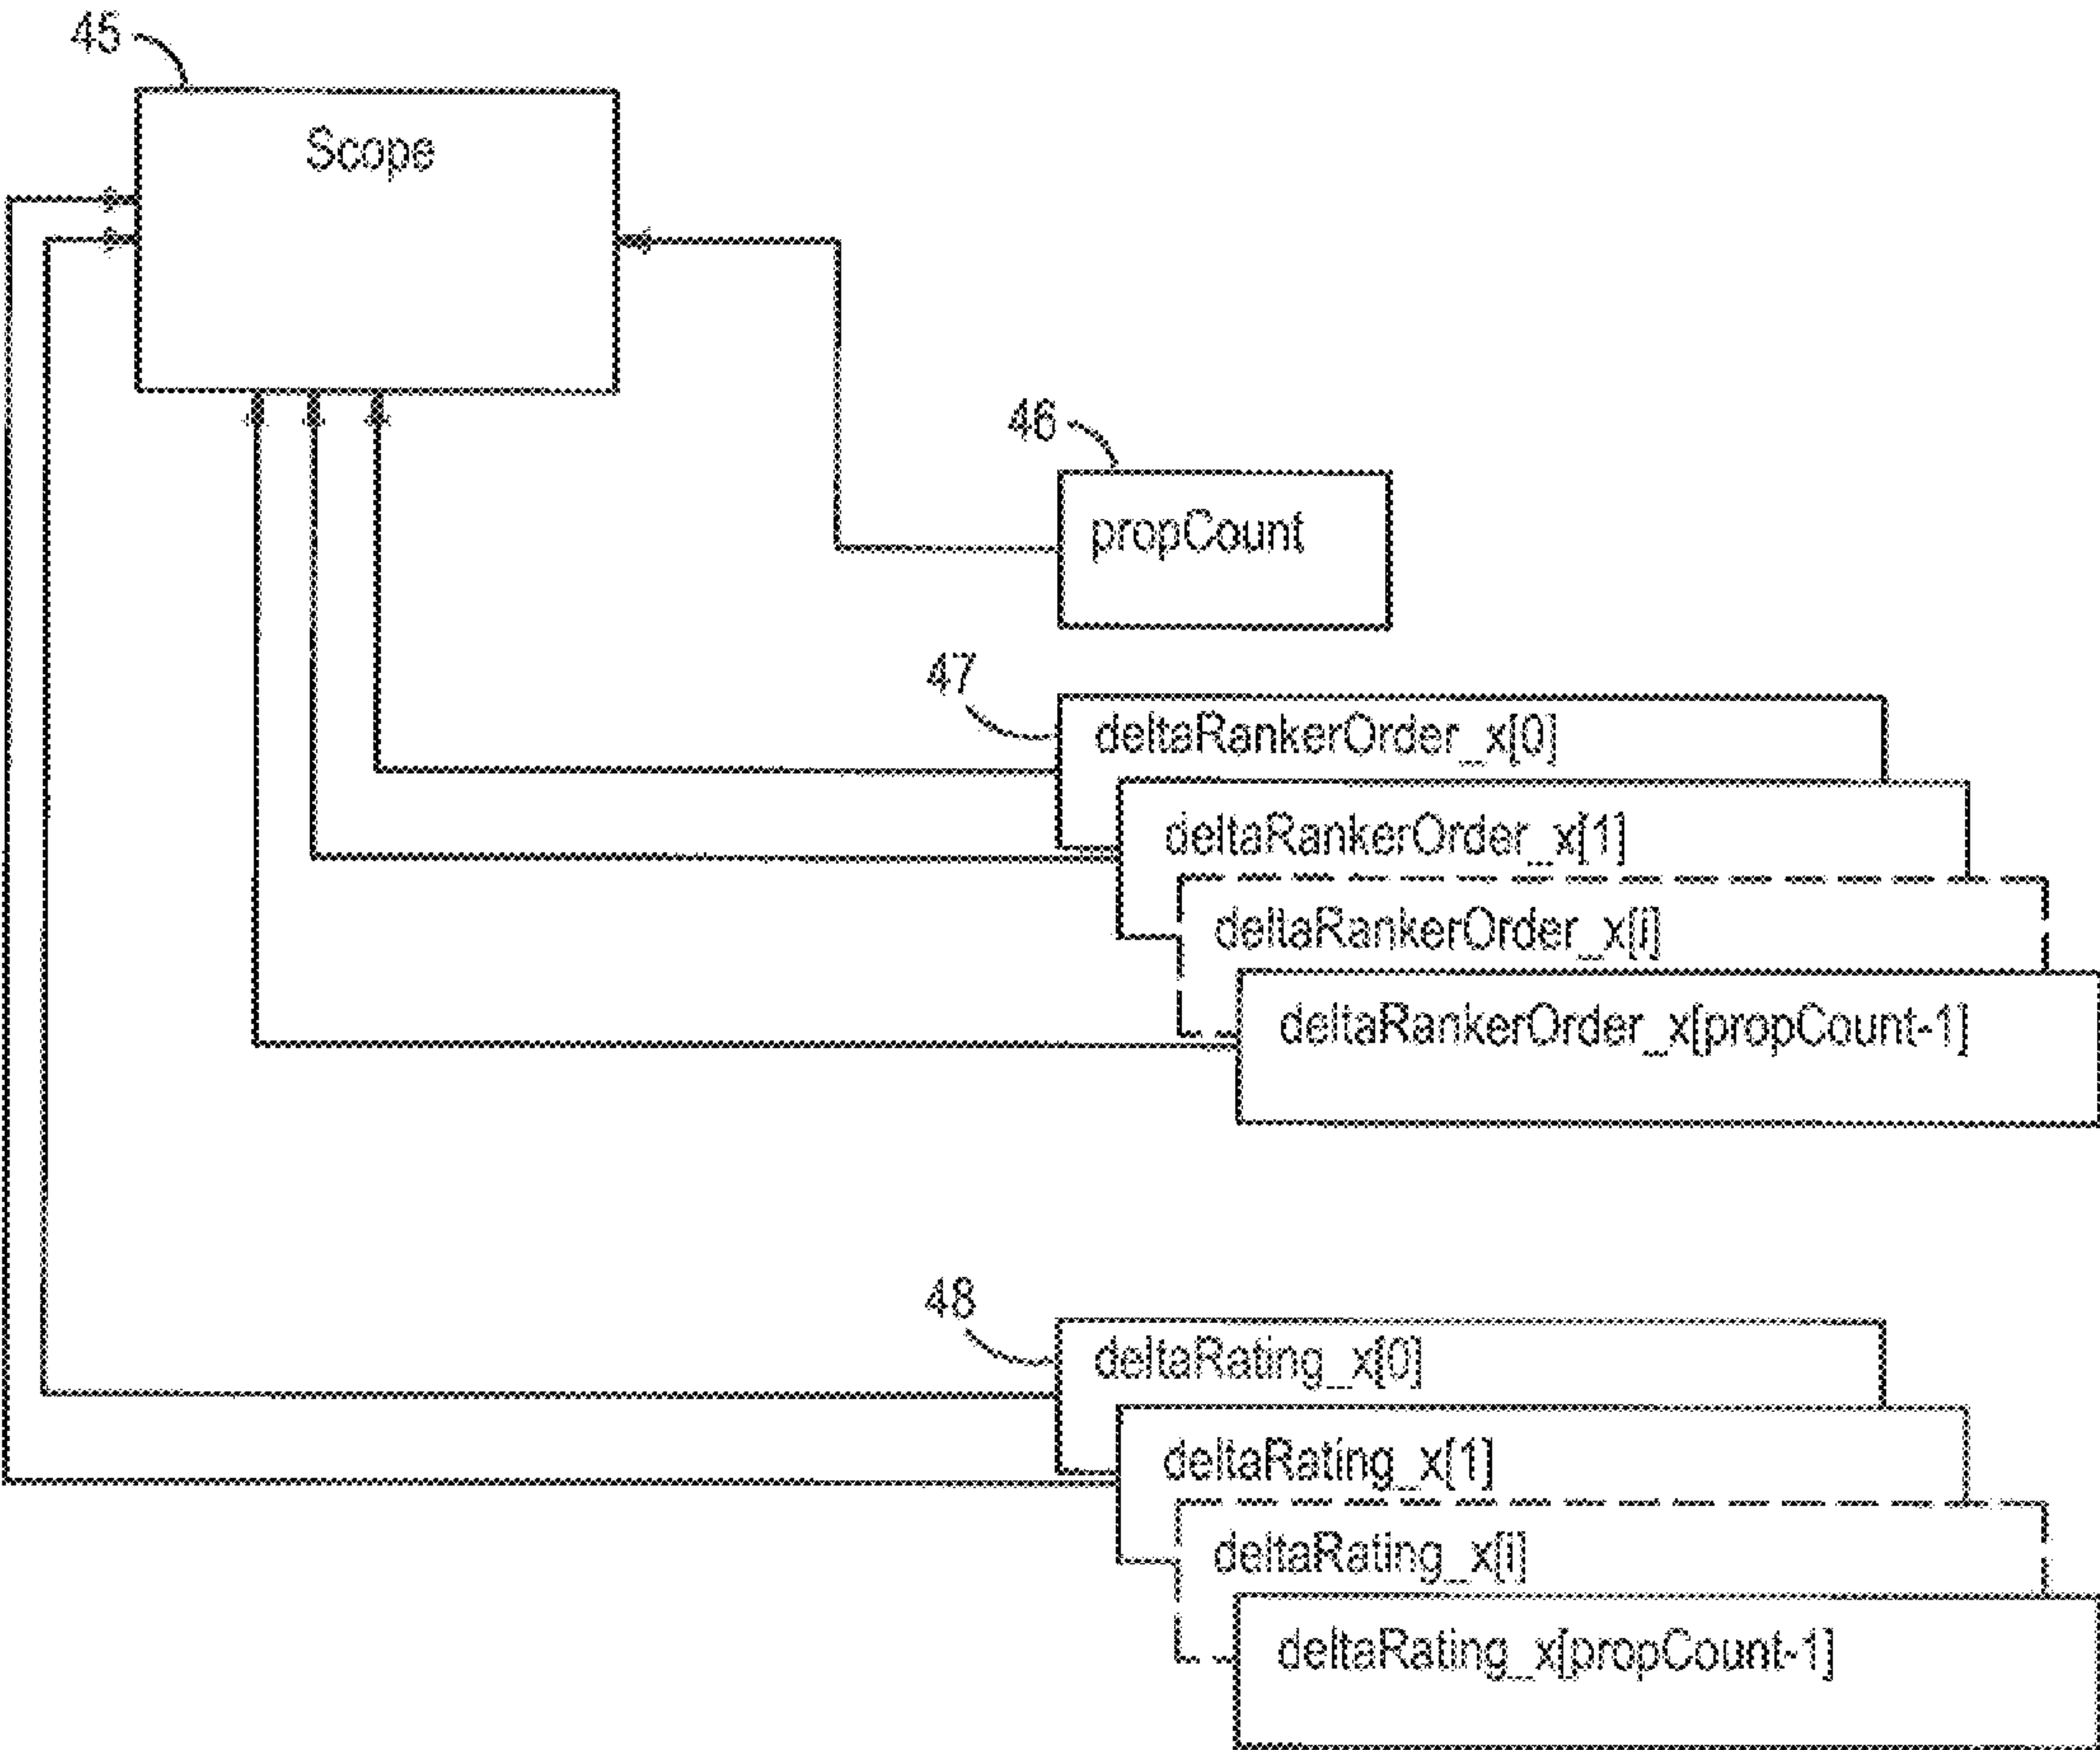 45
Scope
46
propCount
47
deltaRankerOrder_x[0]
deltaRankerOrder_x[1]
deltaRankerOrder_x[i]
deltaRankerOrder_x[propCount-1]
48
deltaRating_x[0]
deltaRating_x[1]
deltaRating_x[i]
deltaRating_x[propCount-1]